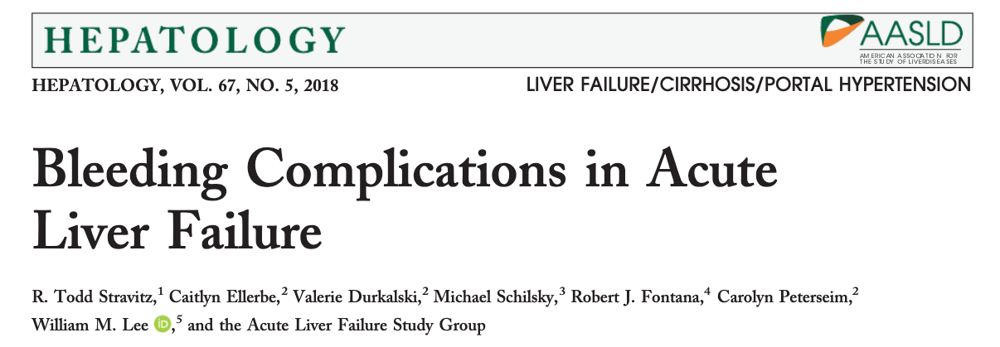 HEPATOLOGY
AASLD
AMERICAN ASSOCIATION FOR
THE STUDY OF LIVER DISEASES
HEPATOLOGY, VOL. 67, NO. 5, 2018
LIVER FAILURE/CIRRHOSIS/PORTAL HYPERTENSION
Bleeding Complications in Acute
Liver Failure
R. Todd Stravitz,¹ Caitlyn Ellerbe,² Valerie Durkalski,² Michael Schilsky,³ Robert J. Fontana,⁴ Carolyn Peterseim,²
William M. Lee iD,⁵ and the Acute Liver Failure Study Group